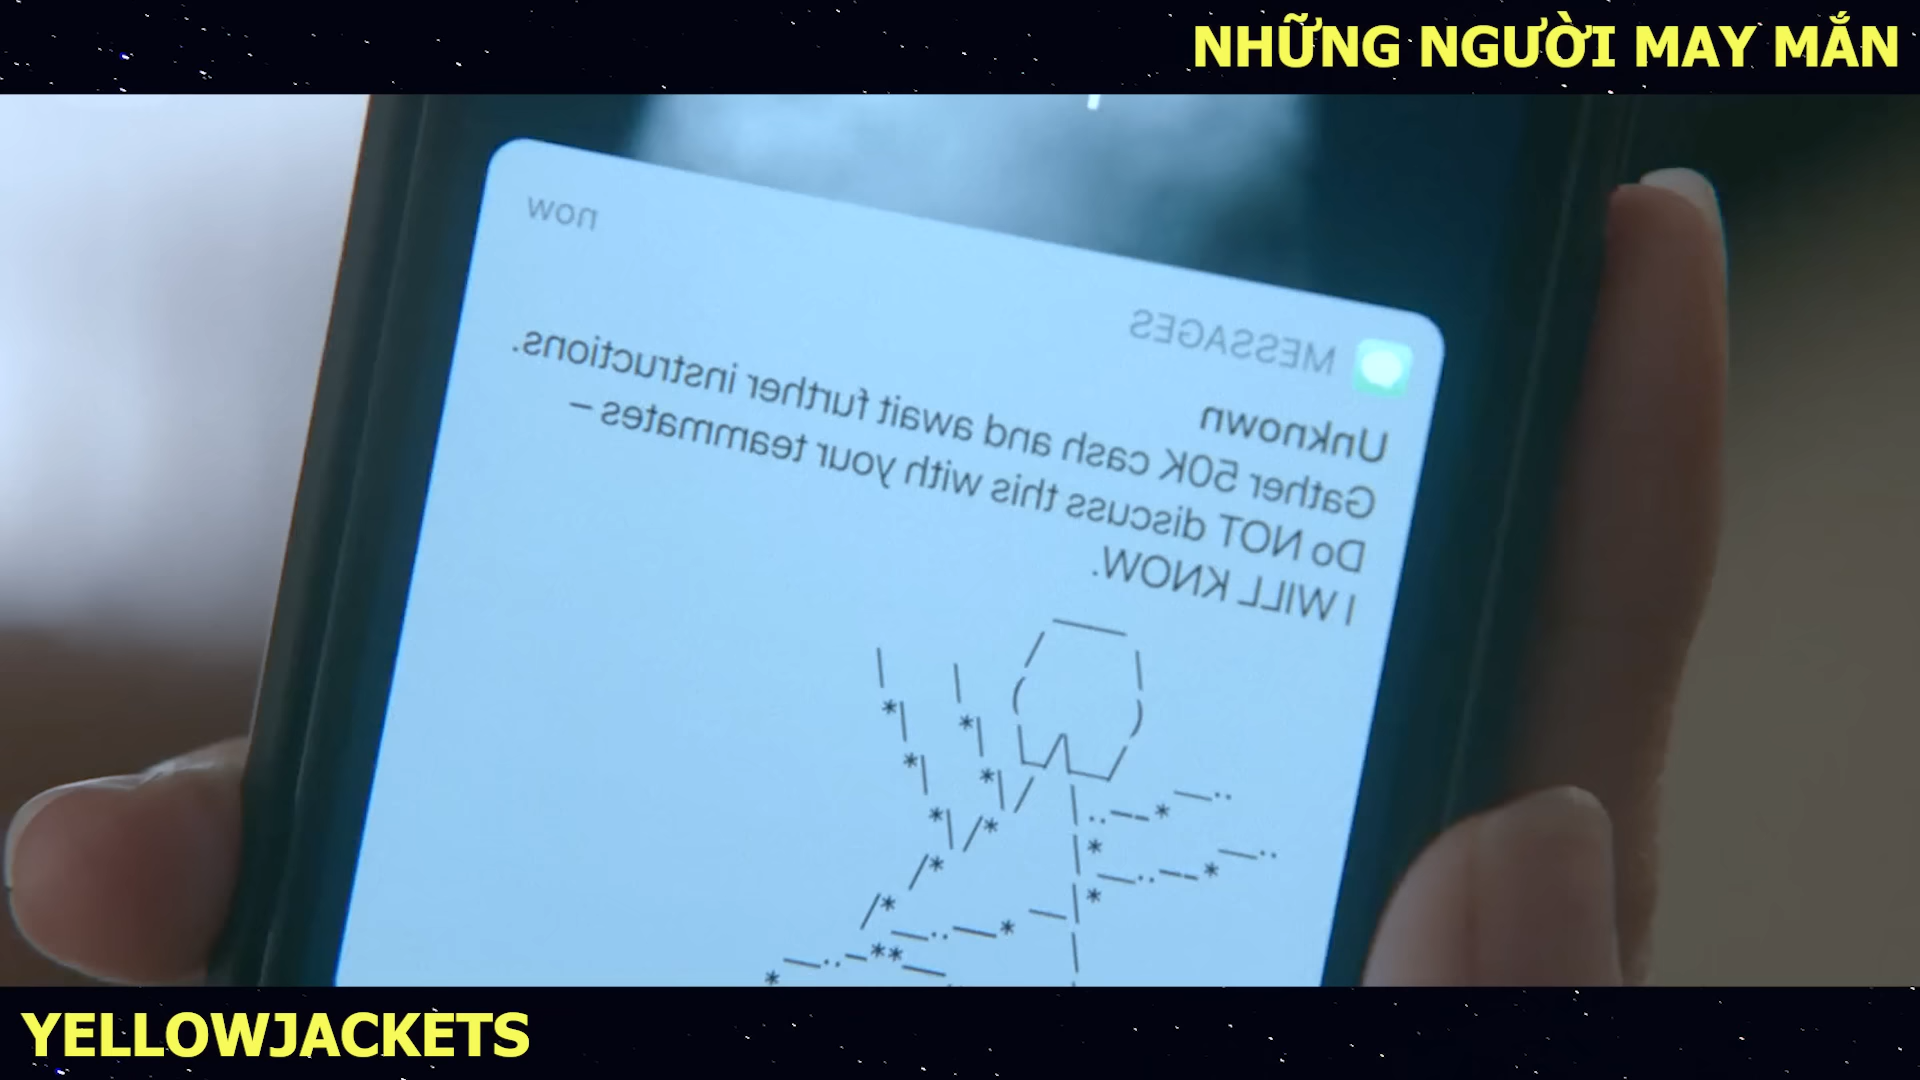 NHỮNG NGƯỜI MAY MẮN
now
MESSAGES
Unknown
Gather 50K cash and await further instructions.
Do NOT discuss this with your teammates –
I WILL KNOW.
YELLOWJACKETS